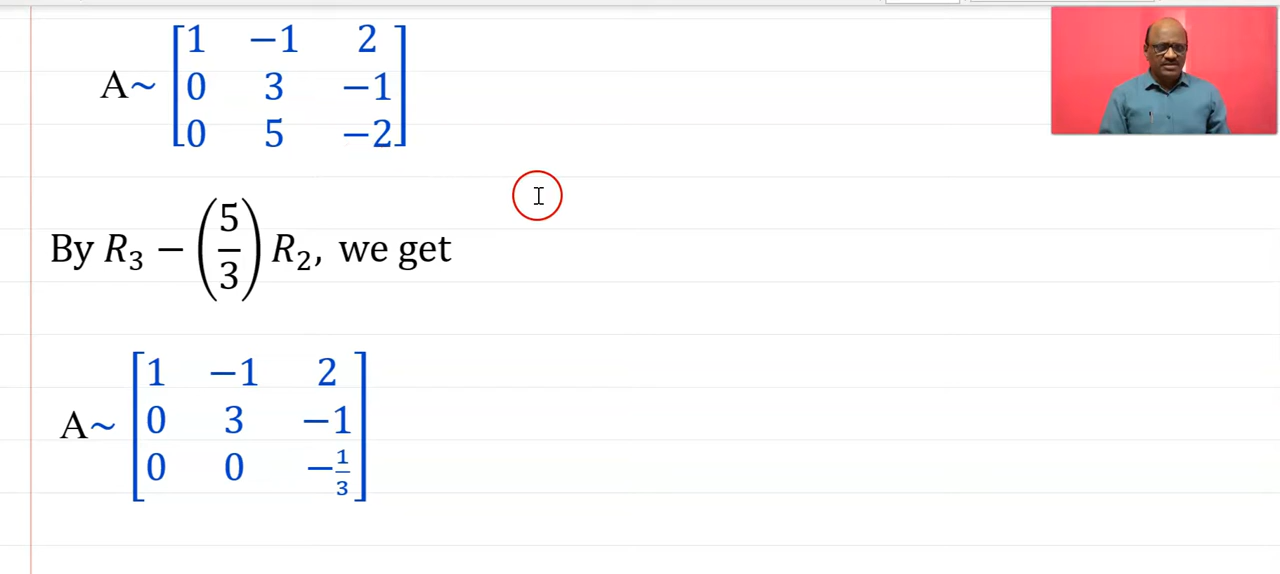 A~ [1 −1 2
0 3 −1
0 5 −2]
By R₃ − (5/3) R₂, we get
A~ [1 −1 2
0 3 −1
0 0 −1/3]